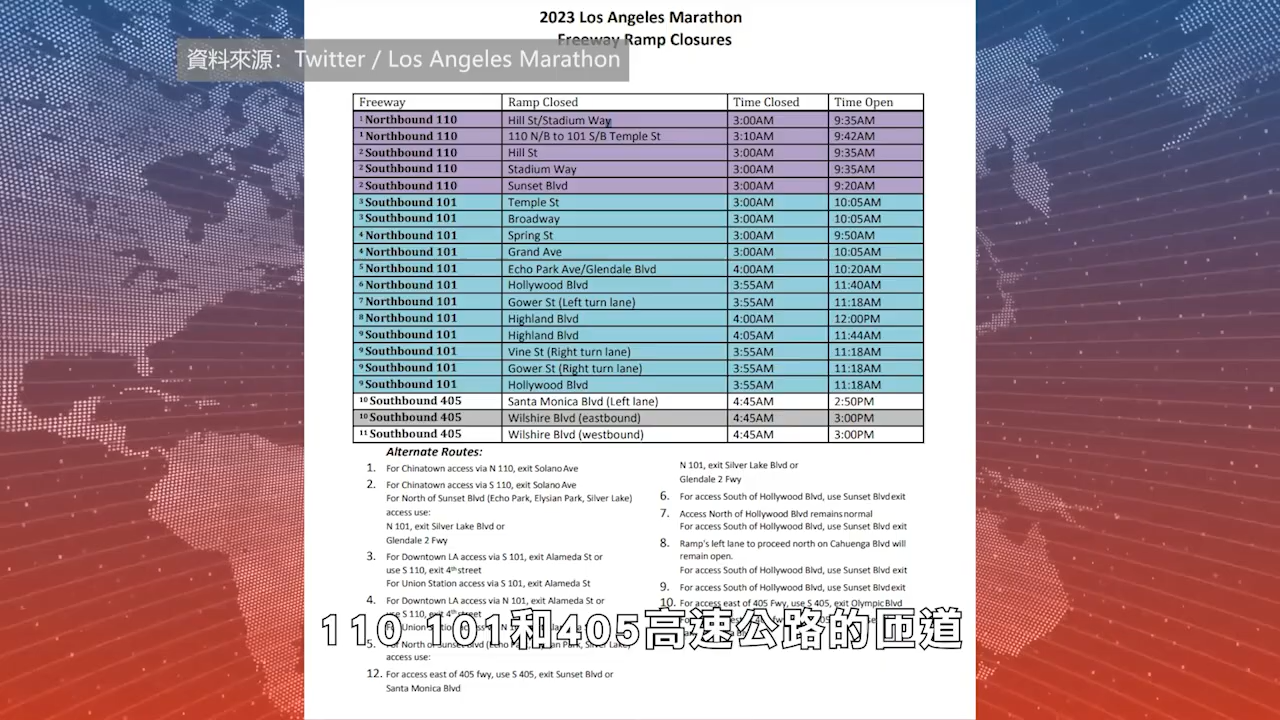 2023 Los Angeles Marathon
Freeway Ramp Closures
資料來源：Twitter / Los Angeles Marathon
Freeway Ramp Closed Time Closed Time Open
1 Northbound 110 Hill St/Stadium Way 3:00AM 9:35AM
1 Northbound 110 110 N/B to 101 S/B Temple St 3:10AM 9:42AM
2 Southbound 110 Hill St 3:00AM 9:35AM
2 Southbound 110 Stadium Way 3:00AM 9:35AM
2 Southbound 110 Sunset Blvd 3:00AM 9:20AM
3 Southbound 101 Temple St 3:00AM 10:05AM
3 Southbound 101 Broadway 3:00AM 10:05AM
4 Northbound 101 Spring St 3:00AM 9:50AM
4 Northbound 101 Grand Ave 3:00AM 10:05AM
5 Northbound 101 Echo Park Ave/Glendale Blvd 4:00AM 10:20AM
6 Northbound 101 Hollywood Blvd 3:55AM 11:40AM
7 Northbound 101 Gower St (Left turn lane) 3:55AM 11:18AM
8 Northbound 101 Highland Blvd 4:00AM 12:00PM
9 Southbound 101 Highland Blvd 4:05AM 11:44AM
9 Southbound 101 Vine St (Right turn lane) 3:55AM 11:18AM
9 Southbound 101 Gower St (Right turn lane) 3:55AM 11:18AM
9 Southbound 101 Hollywood Blvd 3:55AM 11:18AM
10 Southbound 405 Santa Monica Blvd (Left lane) 4:45AM 2:50PM
10 Southbound 405 Wilshire Blvd (eastbound) 4:45AM 3:00PM
11 Southbound 405 Wilshire Blvd (westbound) 4:45AM 3:00PM
Alternate Routes:
1. For Chinatown access via N 110, exit Solano Ave
2. For Chinatown access via S 110, exit Solano Ave
For North of Sunset Blvd (Echo Park, Elysian Park, Silver Lake)
access use:
N 101, exit Silver Lake Blvd or
Glendale 2 Fwy
3. For Downtown LA access via S 101, exit Alameda St or
use S 110, exit 4th street
For Union Station access via S 101, exit Alameda St
4. For Downtown LA access via N 101, exit Alameda St or
use S 110, exit 4th street
5. For North of Sunset Blvd (Echo Park, Elysian Park, Silver Lake)
access use:
12. For access east of 405 fwy, use S 405, exit Sunset Blvd or
Santa Monica Blvd
N 101, exit Silver Lake Blvd or
Glendale 2 Fwy
6. For access South of Hollywood Blvd, use Sunset Blvd exit
7. Access North of Hollywood Blvd remains normal
For access South of Hollywood Blvd, use Sunset Blvd exit
8. Ramp's left lane to proceed north on Cahuenga Blvd will
remain open.
For access South of Hollywood Blvd, use Sunset Blvd exit
9. For access South of Hollywood Blvd, use Sunset Blvd exit
10. For access east of 405 Fwy, use S 405, exit Olympic Blvd
110 101和405高速公路的匝道